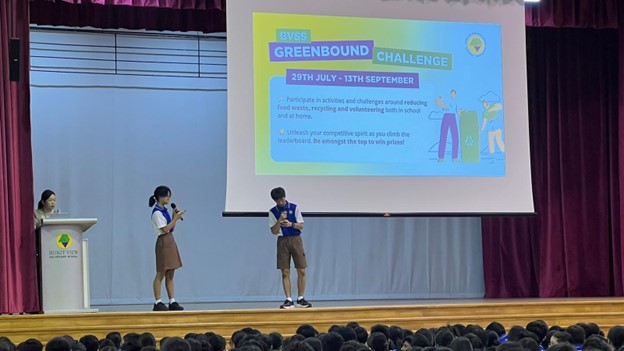 BVSS
GREENBOUND
CHALLENGE
29TH JULY - 13TH SEPTEMBER
Participate in activities and challenges around reducing
food waste, recycling and volunteering both in school
and at home.
Unleash your competitive spirit as you climb the
leaderboard. Be amongst the top to win prizes!
BUKIT VIEW